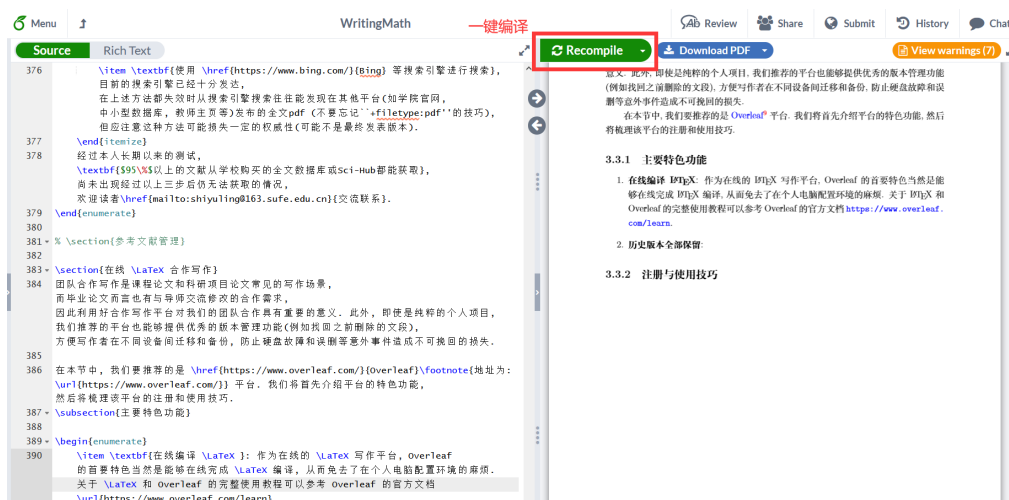 Menu
WritingMath
一键编译
Review
Share
Submit
History
Chat
Source
Rich Text
Recompile
Download PDF
View warnings (7)
376 \item \textbf{使用 \href{https://www.bing.com/}{Bing} 等搜索引擎进行搜索},
目前的搜索引擎已经十分发达,
在上述方法都失效时从搜索引擎搜索往往能发现在其他平台(如学院官网,
中小型数据库, 教师主页等)发布的全文pdf (不要忘记``+filetype:pdf''的技巧),
但应注意这种方法可能损失一定的权威性(可能不是最终发表版本).
377 \end{itemize}
378 经过本人长期以来的测试,
\textbf{$95\%$以上的文献从学校购买的全文数据库或Sci-Hub都能获取},
尚未出现经过以上三步后仍无法获取的情况,
欢迎读者\href{mailto:shiyuling@163.sufe.edu.cn}{交流联系}.
379 \end{enumerate}
380
381 % \section{参考文献管理}
382
383 \section{在线 \LaTeX 合作写作}
384 团队合作写作是课程论文和科研项目论文常见的写作场景,
而毕业论文而言也有与导师交流修改的合作需求,
因此利用好合作写作平台对我们的团队合作具有重要的意义. 此外, 即使是纯粹的个人项目,
我们推荐的平台也能够提供优秀的版本管理功能(例如找回之前删除的文段),
方便写作者在不同设备间迁移和备份, 防止硬盘故障和误删等意外事件造成不可挽回的损失.
385
386 在本节中, 我们要推荐的是 \href{https://www.overleaf.com/}{Overleaf}\footnote{地址为:
\url{https://www.overleaf.com/}} 平台. 我们将首先介绍平台的特色功能,
然后将梳理该平台的注册和使用技巧.
387 \subsection{主要特色功能}
388
389 \begin{enumerate}
390 \item \textbf{在线编译 \LaTeX }: 作为在线的 \LaTeX 写作平台, Overleaf
的首要特色当然是能够在线完成 \LaTeX 编译, 从而免去了在个人电脑配置环境的麻烦.
关于 \LaTeX 和 Overleaf 的完整使用教程可以参考 Overleaf 的官方文档
\url{https://www.overleaf.com/learn}
意义. 此外, 即使是纯粹的个人项目, 我们推荐的平台也能够提供优秀的版本管理功能
(例如找回之前删除的文段), 方便写作者在不同设备间迁移和备份, 防止硬盘故障和误
删等意外事件造成不可挽回的损失.
在本节中, 我们要推荐的是 Overleaf 平台. 我们将首先介绍平台的特色功能, 然后
将梳理该平台的注册和使用技巧.
3.3.1 主要特色功能
1. 在线编译 LATEX: 作为在线的 LATEX 写作平台, Overleaf 的首要特色当然是能
够在线完成 LATEX 编译, 从而免去了在个人电脑配置环境的麻烦. 关于 LATEX 和
Overleaf 的完整使用教程可以参考 Overleaf 的官方文档 https://www.overleaf.
com/learn.
2. 历史版本全部保留:
3.3.2 注册与使用技巧